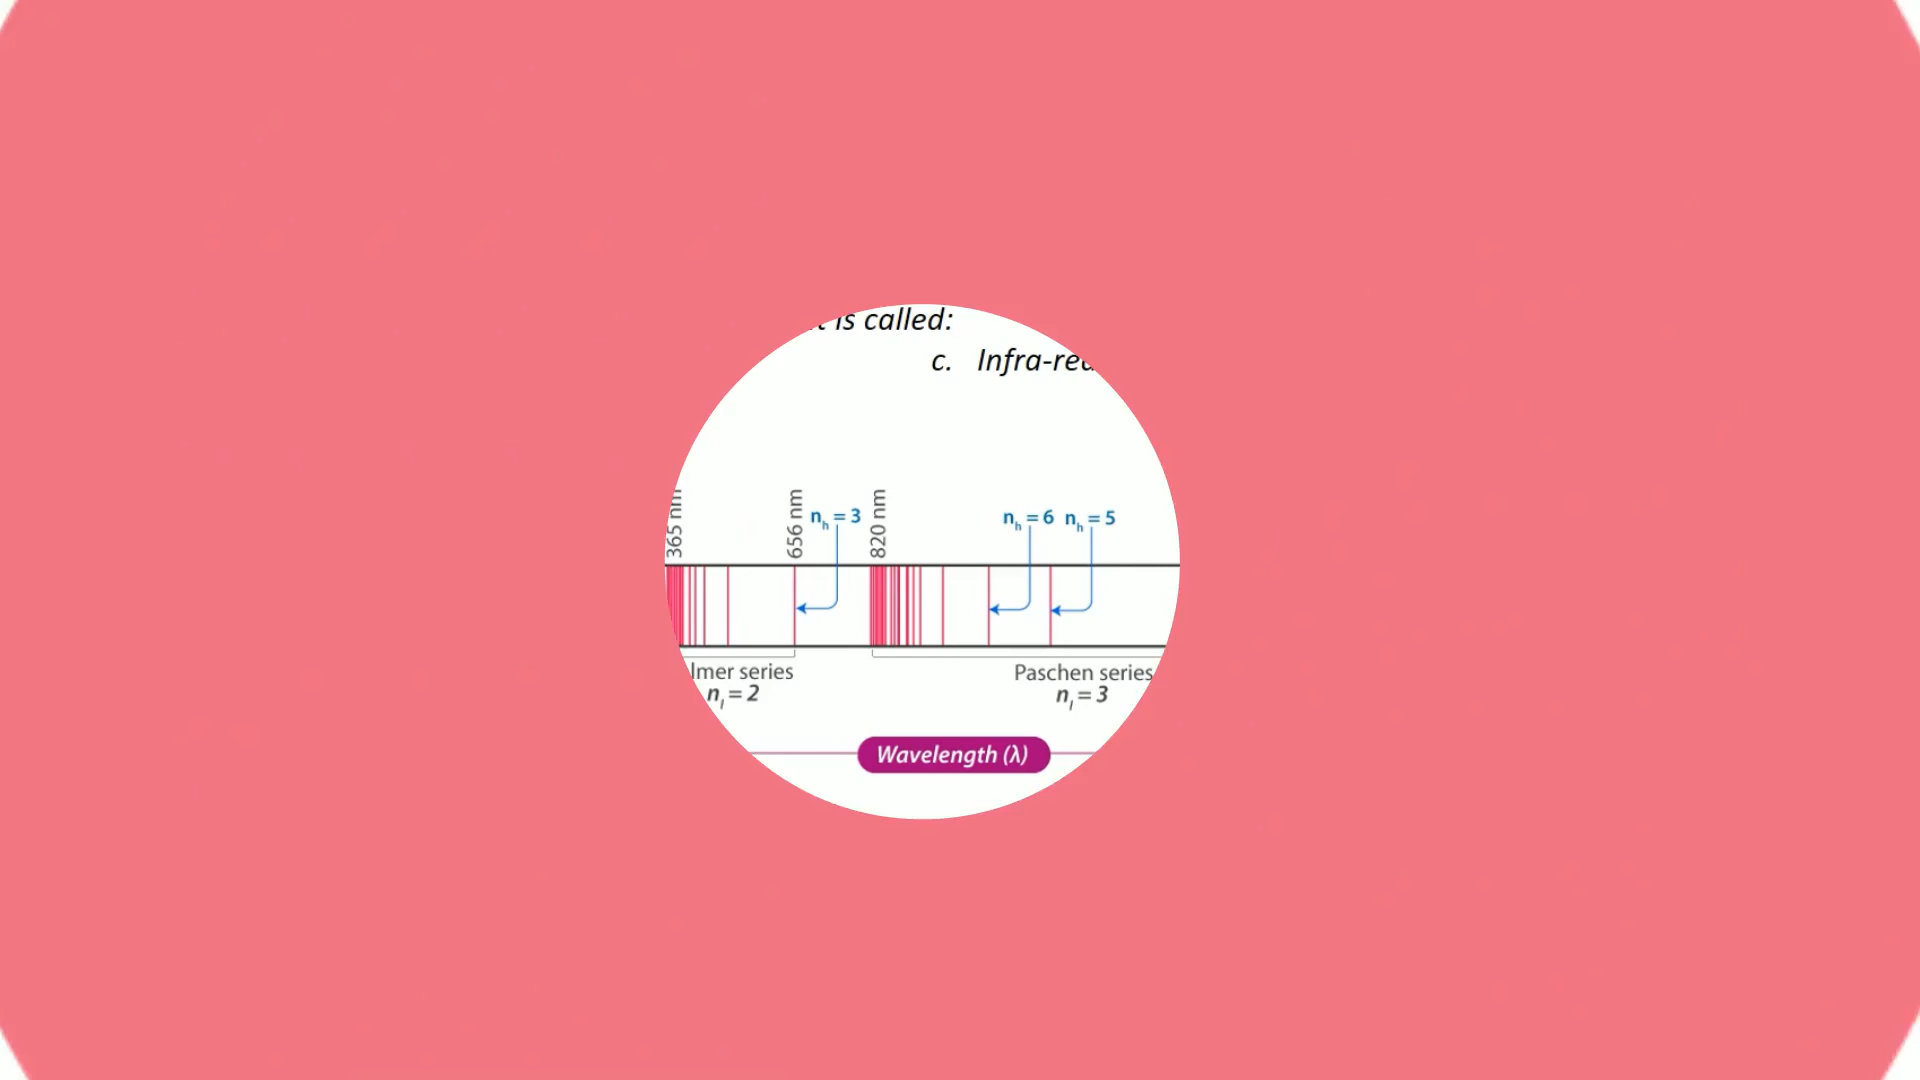 is called:
c. Infra-red
365 nm
656 nm
n_h = 3
820 nm
n_h = 6 n_h = 5
lmer series
n_l = 2
Paschen series
n_l = 3
Wavelength (λ)